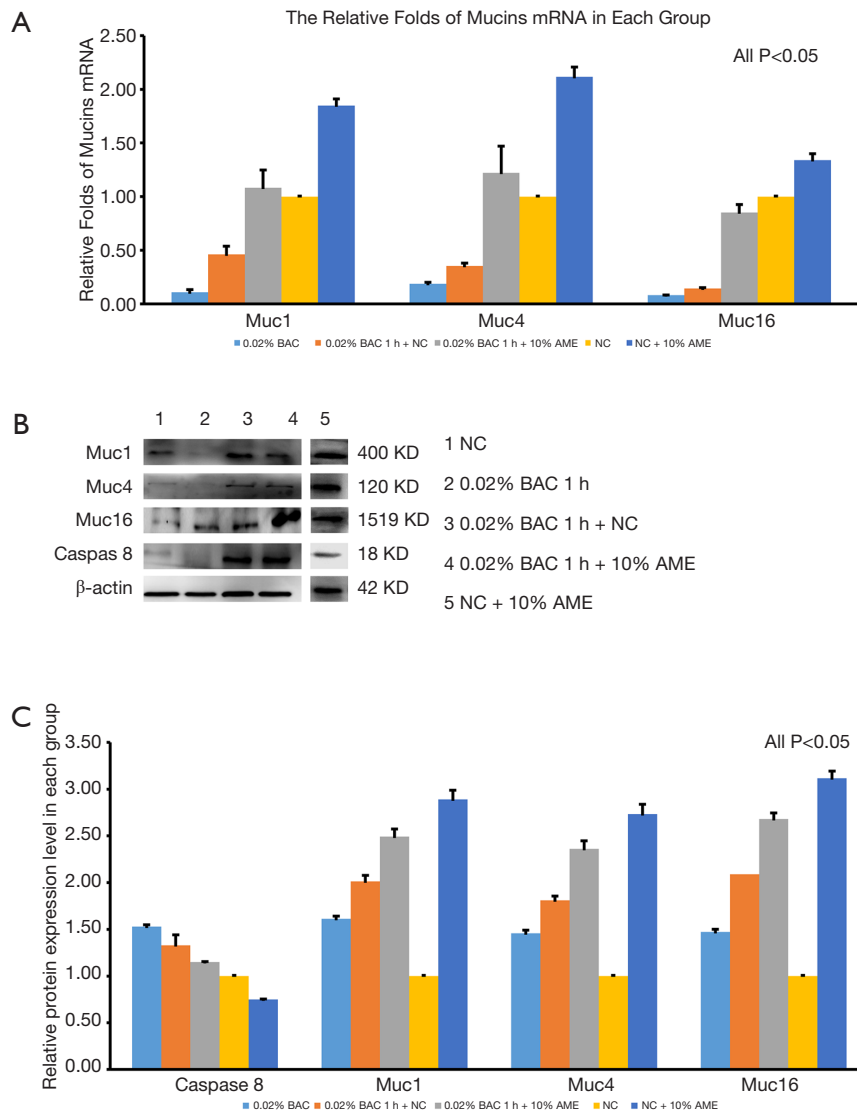 A
The Relative Folds of Mucins mRNA in Each Group
All P<0.05
Relative Folds of Mucins mRNA
2.50
2.00
1.50
1.00
0.50
0.00
Muc1 Muc4 Muc16
0.02% BAC 0.02% BAC 1 h + NC 0.02% BAC 1 h + 10% AME NC NC + 10% AME
B
1 2 3 4 5
Muc1 400 KD
Muc4 120 KD
Muc16 1519 KD
Caspas 8 18 KD
β-actin 42 KD
1 NC
2 0.02% BAC 1 h
3 0.02% BAC 1 h + NC
4 0.02% BAC 1 h + 10% AME
5 NC + 10% AME
C
All P<0.05
Relative protein expression level in each group
3.50
3.00
2.50
2.00
1.50
1.00
0.50
0.00
Caspase 8 Muc1 Muc4 Muc16
0.02% BAC 0.02% BAC 1 h + NC 0.02% BAC 1 h + 10% AME NC NC + 10% AME